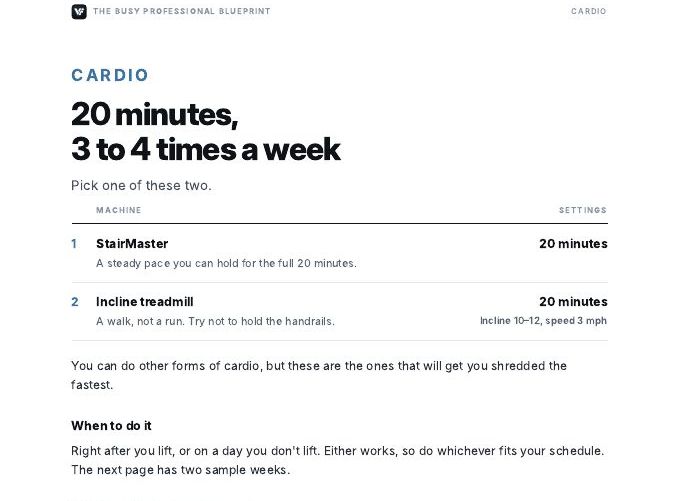 THE BUSY PROFESSIONAL BLUEPRINT
CARDIO
CARDIO
20 minutes,
3 to 4 times a week
Pick one of these two.
MACHINE SETTINGS
1 StairMaster 20 minutes
A steady pace you can hold for the full 20 minutes.
2 Incline treadmill 20 minutes
A walk, not a run. Try not to hold the handrails. Incline 10–12, speed 3 mph
You can do other forms of cardio, but these are the ones that will get you shredded the
fastest.
When to do it
Right after you lift, or on a day you don't lift. Either works, so do whichever fits your schedule.
The next page has two sample weeks.